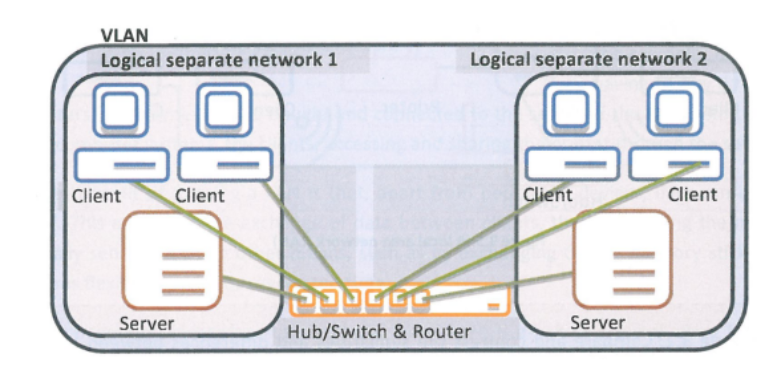 VLAN
Logical separate network 1
Logical separate network 2
Client
Client
Client
Client
Server
Server
Hub/Switch & Router